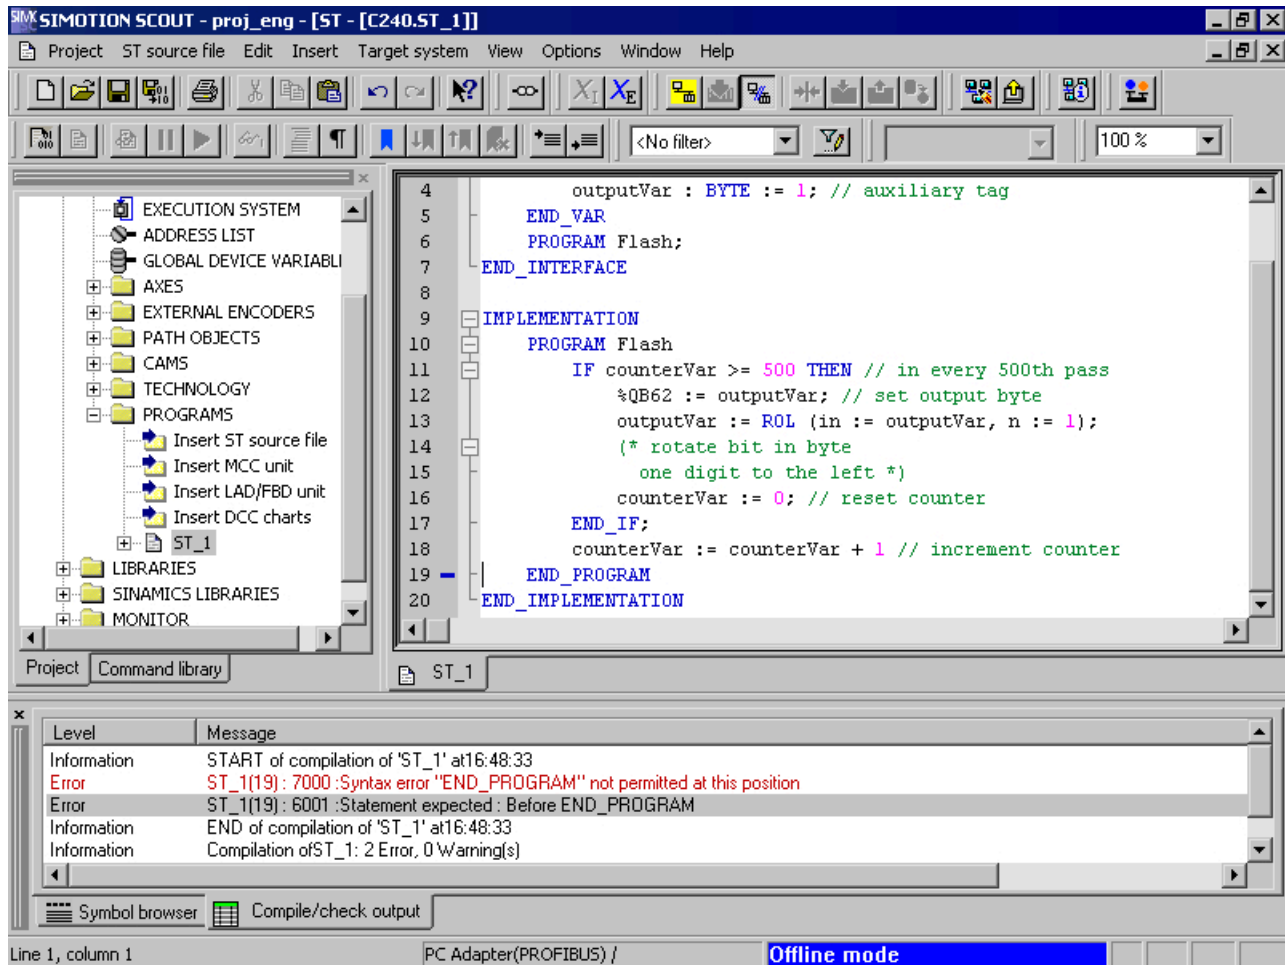 SIMOTION SCOUT - proj_eng - [ST - [C240.ST_1]]
Project ST source file Edit Insert Target system View Options Window Help
<No filter>
100 %
EXECUTION SYSTEM
ADDRESS LIST
GLOBAL DEVICE VARIABL
AXES
EXTERNAL ENCODERS
PATH OBJECTS
CAMS
TECHNOLOGY
PROGRAMS
Insert ST source file
Insert MCC unit
Insert LAD/FBD unit
Insert DCC charts
ST_1
LIBRARIES
SINAMICS LIBRARIES
MONITOR
Project Command library
4 outputVar : BYTE := 1; // auxiliary tag
5 END_VAR
6 PROGRAM Flash;
7 END_INTERFACE
8
9 IMPLEMENTATION
10 PROGRAM Flash
11 IF counterVar >= 500 THEN // in every 500th pass
12 %QB62 := outputVar; // set output byte
13 outputVar := ROL (in := outputVar, n := 1);
14 (* rotate bit in byte
15 one digit to the left *)
16 counterVar := 0; // reset counter
17 END_IF;
18 counterVar := counterVar + 1 // increment counter
19 END_PROGRAM
20 END_IMPLEMENTATION
ST_1
Level Message
Information START of compilation of 'ST_1' at16:48:33
Error ST_1(19) : 7000 :Syntax error "END_PROGRAM" not permitted at this position
Error ST_1(19) : 6001 :Statement expected : Before END_PROGRAM
Information END of compilation of 'ST_1' at16:48:33
Information Compilation ofST_1: 2 Error, 0 Warning(s)
Symbol browser Compile/check output
Line 1, column 1 PC Adapter(PROFIBUS) / Offline mode